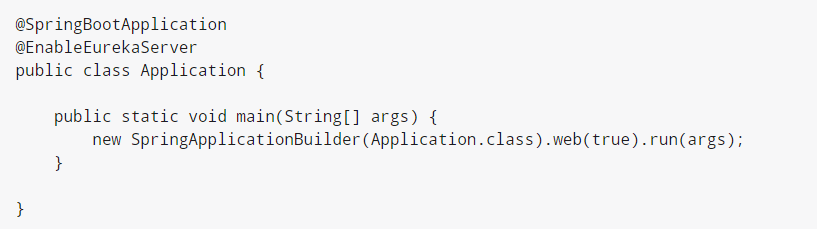 @SpringBootApplication
@EnableEurekaServer
public class Application {
    public static void main(String[] args) {
        new SpringApplicationBuilder(Application.class).web(true).run(args);
    }
}